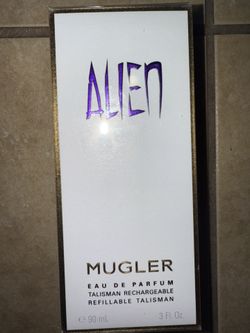 ALIEN
MUGLER
EAU DE PARFUM
TALISMAN RECHARGEABLE
REFILLABLE TALISMAN
℮ 90 mL 3 Fl. Oz.